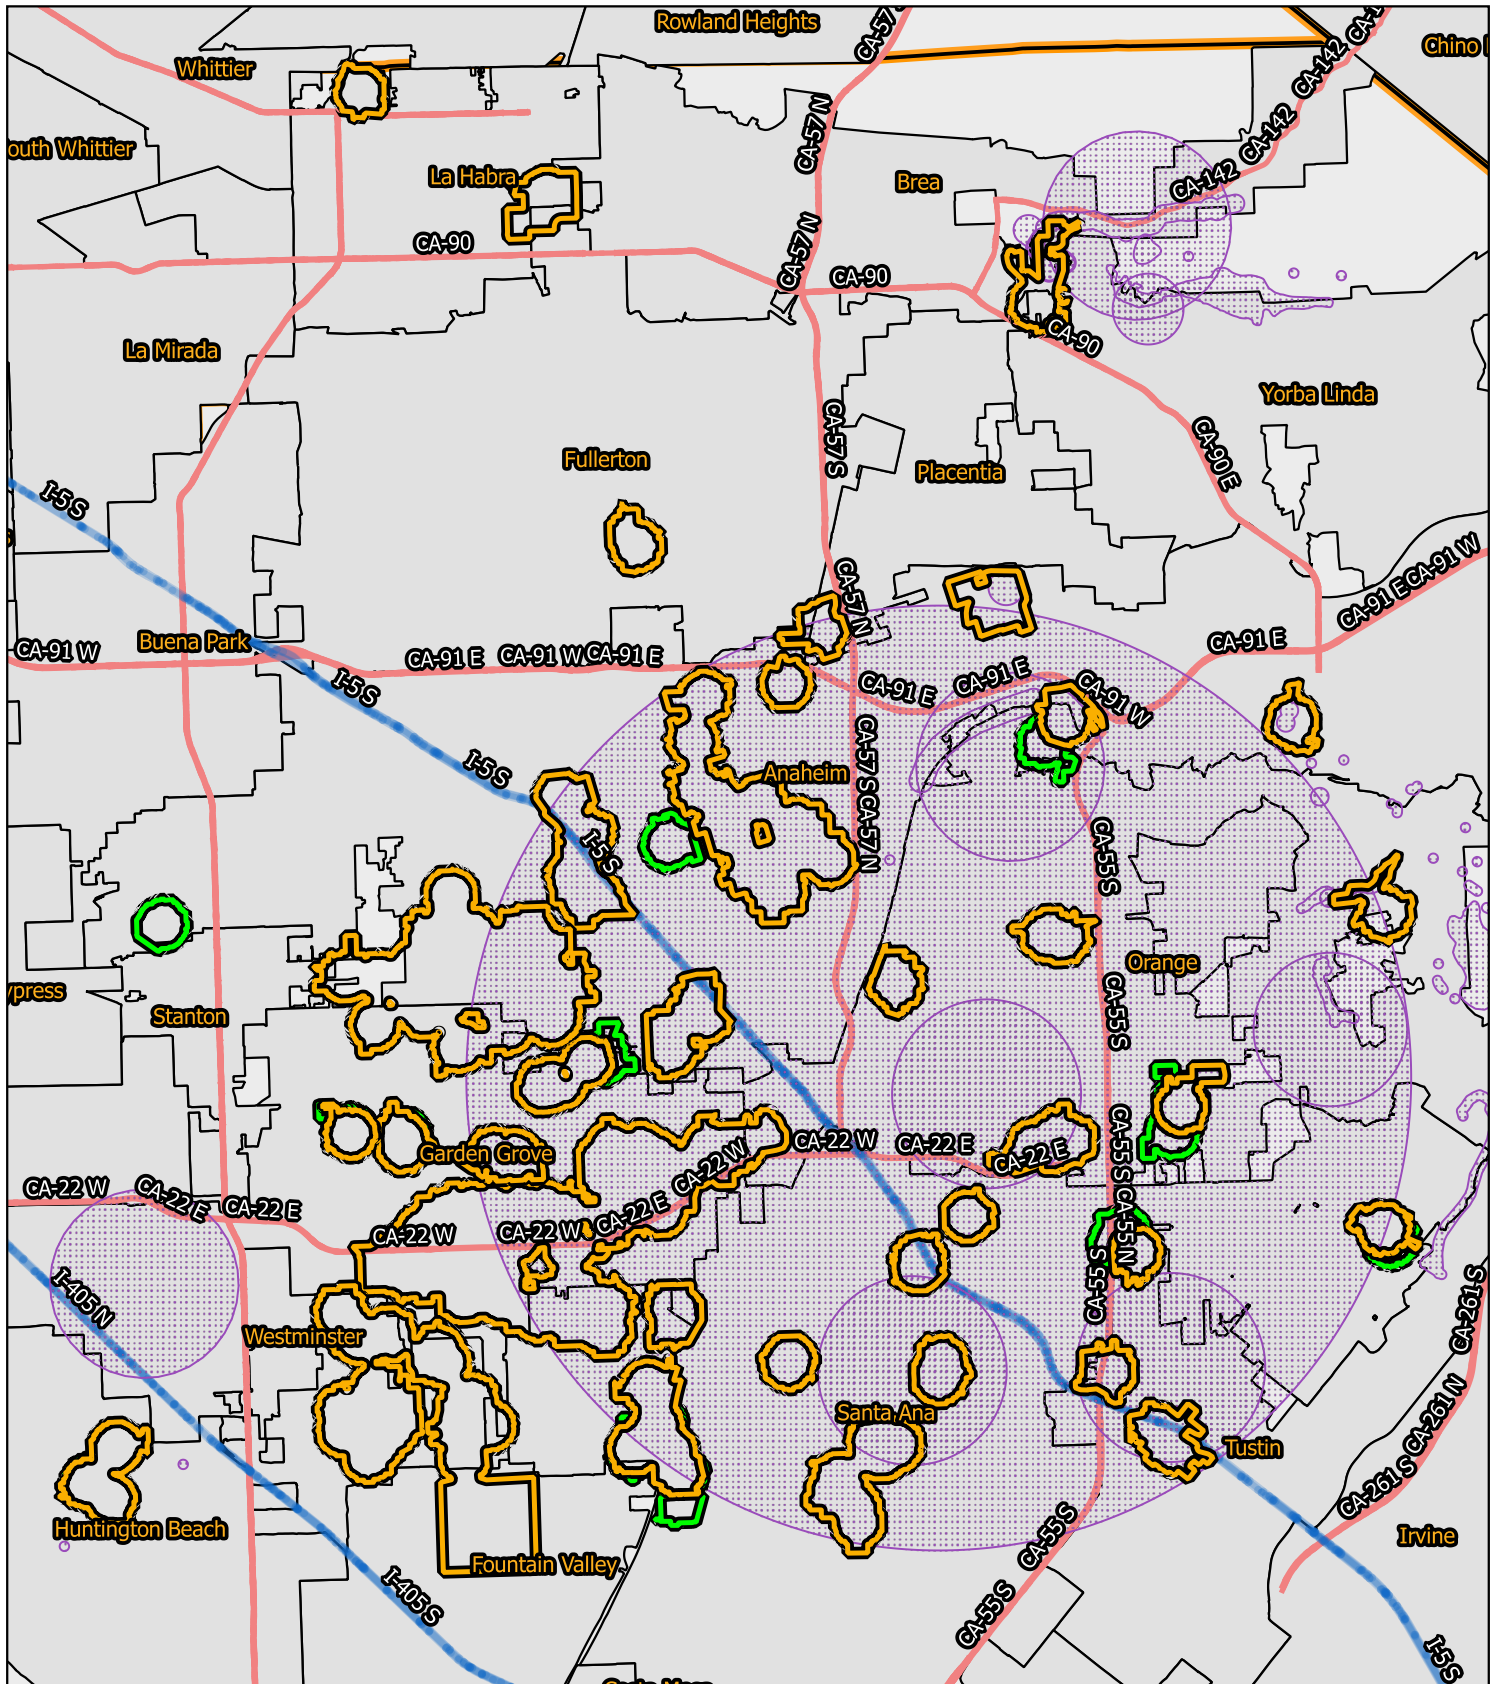 Rowland Heights
CA-57 S
CA-142
Chino
Whittier
CA-142
CA-57 N
CA-142
outh Whittier
La Habra
Brea
CA-142
CA-90
CA-57 N
CA-90
CA-90
La Mirada
Yorba Linda
CA-57 S
CA-90 E
Fullerton
Placentia
I-5 S
CA-91 W
CA-57 N
CA-91 E
CA-91 W
Buena Park
CA-91 E
CA-91 W
CA-91 E
CA-91 E
I-5 S
CA-91 E
CA-91 E
CA-91 W
I-5 S
Anaheim
CA-57 S
CA-57 N
I-5 S
CA-55 S
Orange
ypress
Stanton
CA-55 S
CA-22 W
CA-22 E
CA-55 S
Garden Grove
CA-22 E
CA-22 W
CA-22 W
CA-22 E
CA-22 E
CA-22 W
CA-22 W
CA-22 E
CA-55 N
CA-55 S
I-405 N
Westminster
CA-261 S
Santa Ana
CA-261 N
Tustin
CA-261 S
Huntington Beach
Irvine
CA-55 S
Fountain Valley
I-405 S
CA-55 S
I-5 S